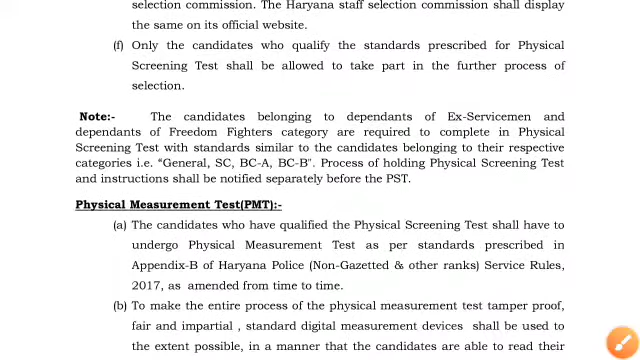 selection commission. The Haryana staff selection commission shall display
the same on its official website.
(f) Only the candidates who qualify the standards prescribed for Physical
Screening Test shall be allowed to take part in the further process of
selection.
Note:- The candidates belonging to dependants of Ex-Servicemen and
dependants of Freedom Fighters category are required to complete in Physical
Screening Test with standards similar to the candidates belonging to their respective
categories i.e. “General, SC, BC-A, BC-B". Process of holding Physical Screening Test
and instructions shall be notified separately before the PST.
Physical Measurement Test(PMT):-
(a) The candidates who have qualified the Physical Screening Test shall have to
undergo Physical Measurement Test as per standards prescribed in
Appendix-B of Haryana Police (Non-Gazetted & other ranks) Service Rules,
2017, as amended from time to time.
(b) To make the entire process of the physical measurement test tamper proof,
fair and impartial , standard digital measurement devices shall be used to
the extent possible, in a manner that the candidates are able to read their